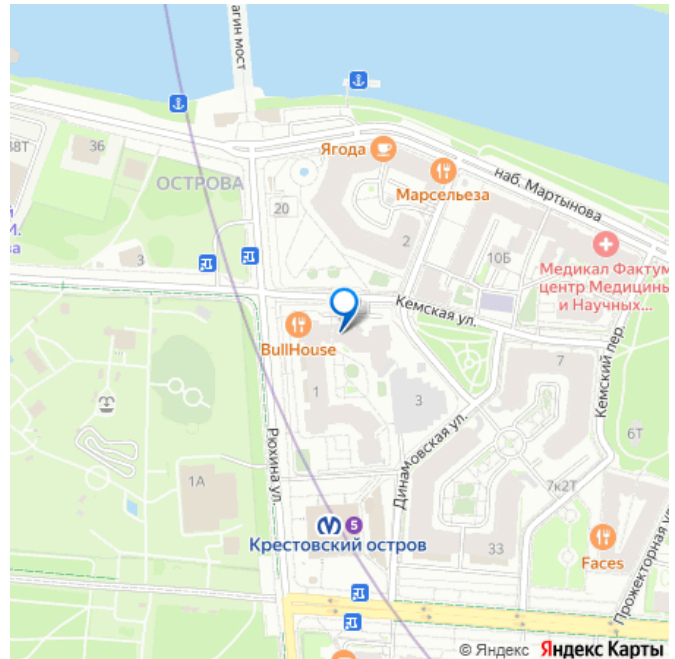 агин мост
Ягода
Марсельеза
наб. Мартынова
38Т
36
ОСТРОВА
20
2
10Б
й
И.
ва
3
Медикал Фактум
центр Медицины
и Научных...
Кемская ул.
BullHouse
1
3
7
Кемский пер.
6Т
Рюхина ул.
Динамовская ул.
1А
7к2Т
5
Крестовский остров
33
Faces
Прожекторная ул
© Яндекс Яндекс Карты